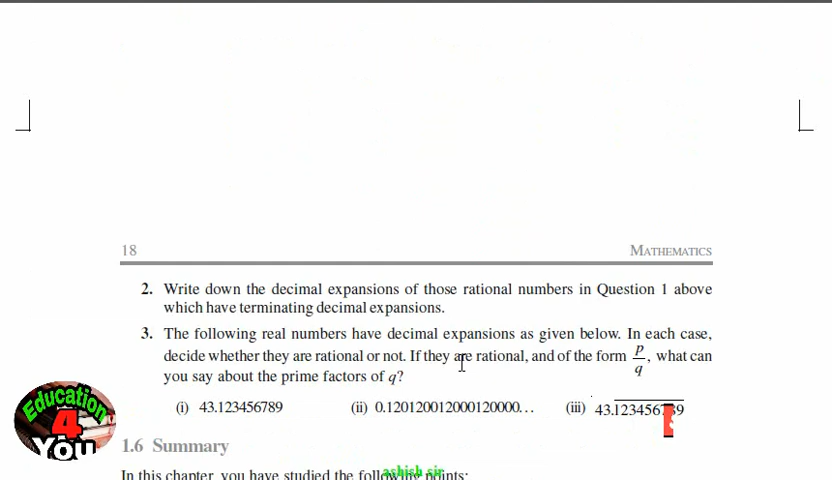 18 MATHEMATICS
2. Write down the decimal expansions of those rational numbers in Question 1 above
which have terminating decimal expansions.
3. The following real numbers have decimal expansions as given below. In each case,
decide whether they are rational or not. If they are rational, and of the form p/q, what can
you say about the prime factors of q?
(i) 43.123456789 (ii) 0.120120012000120000... (iii)
Education
4
You
1.6 Summary
ashish sir
In this chapter, you have studied the following points: